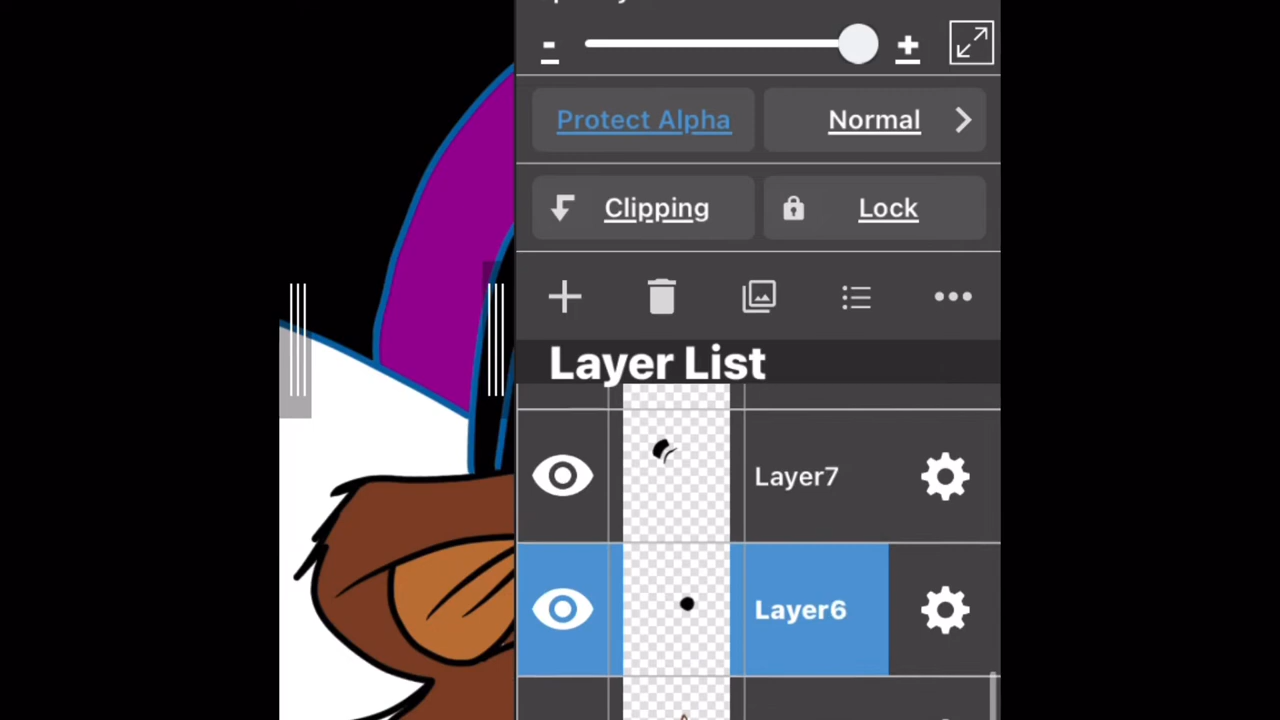 Protect Alpha
Normal
Clipping
Lock
Layer List
Layer7
Layer6